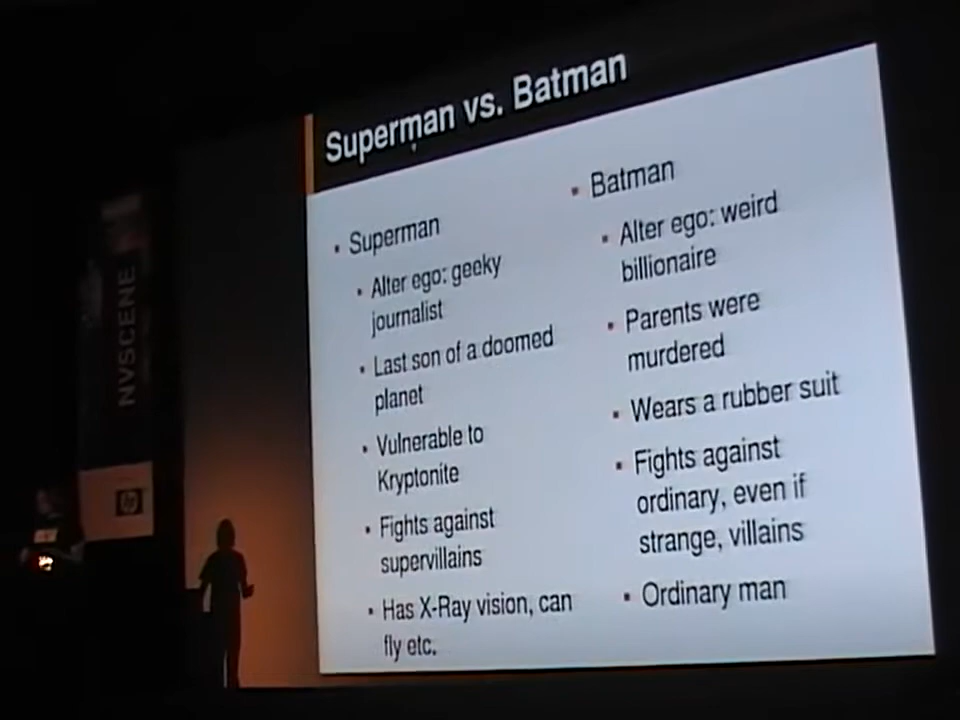 Superman vs. Batman
• Superman
• Alter ego: geeky
journalist
• Last son of a doomed
planet
• Vulnerable to
Kryptonite
• Fights against
supervillains
• Has X-Ray vision, can
fly etc.
• Batman
• Alter ego: weird
billionaire
• Parents were
murdered
• Wears a rubber suit
• Fights against
ordinary, even if
strange, villains
• Ordinary man
NVSCENE
hp